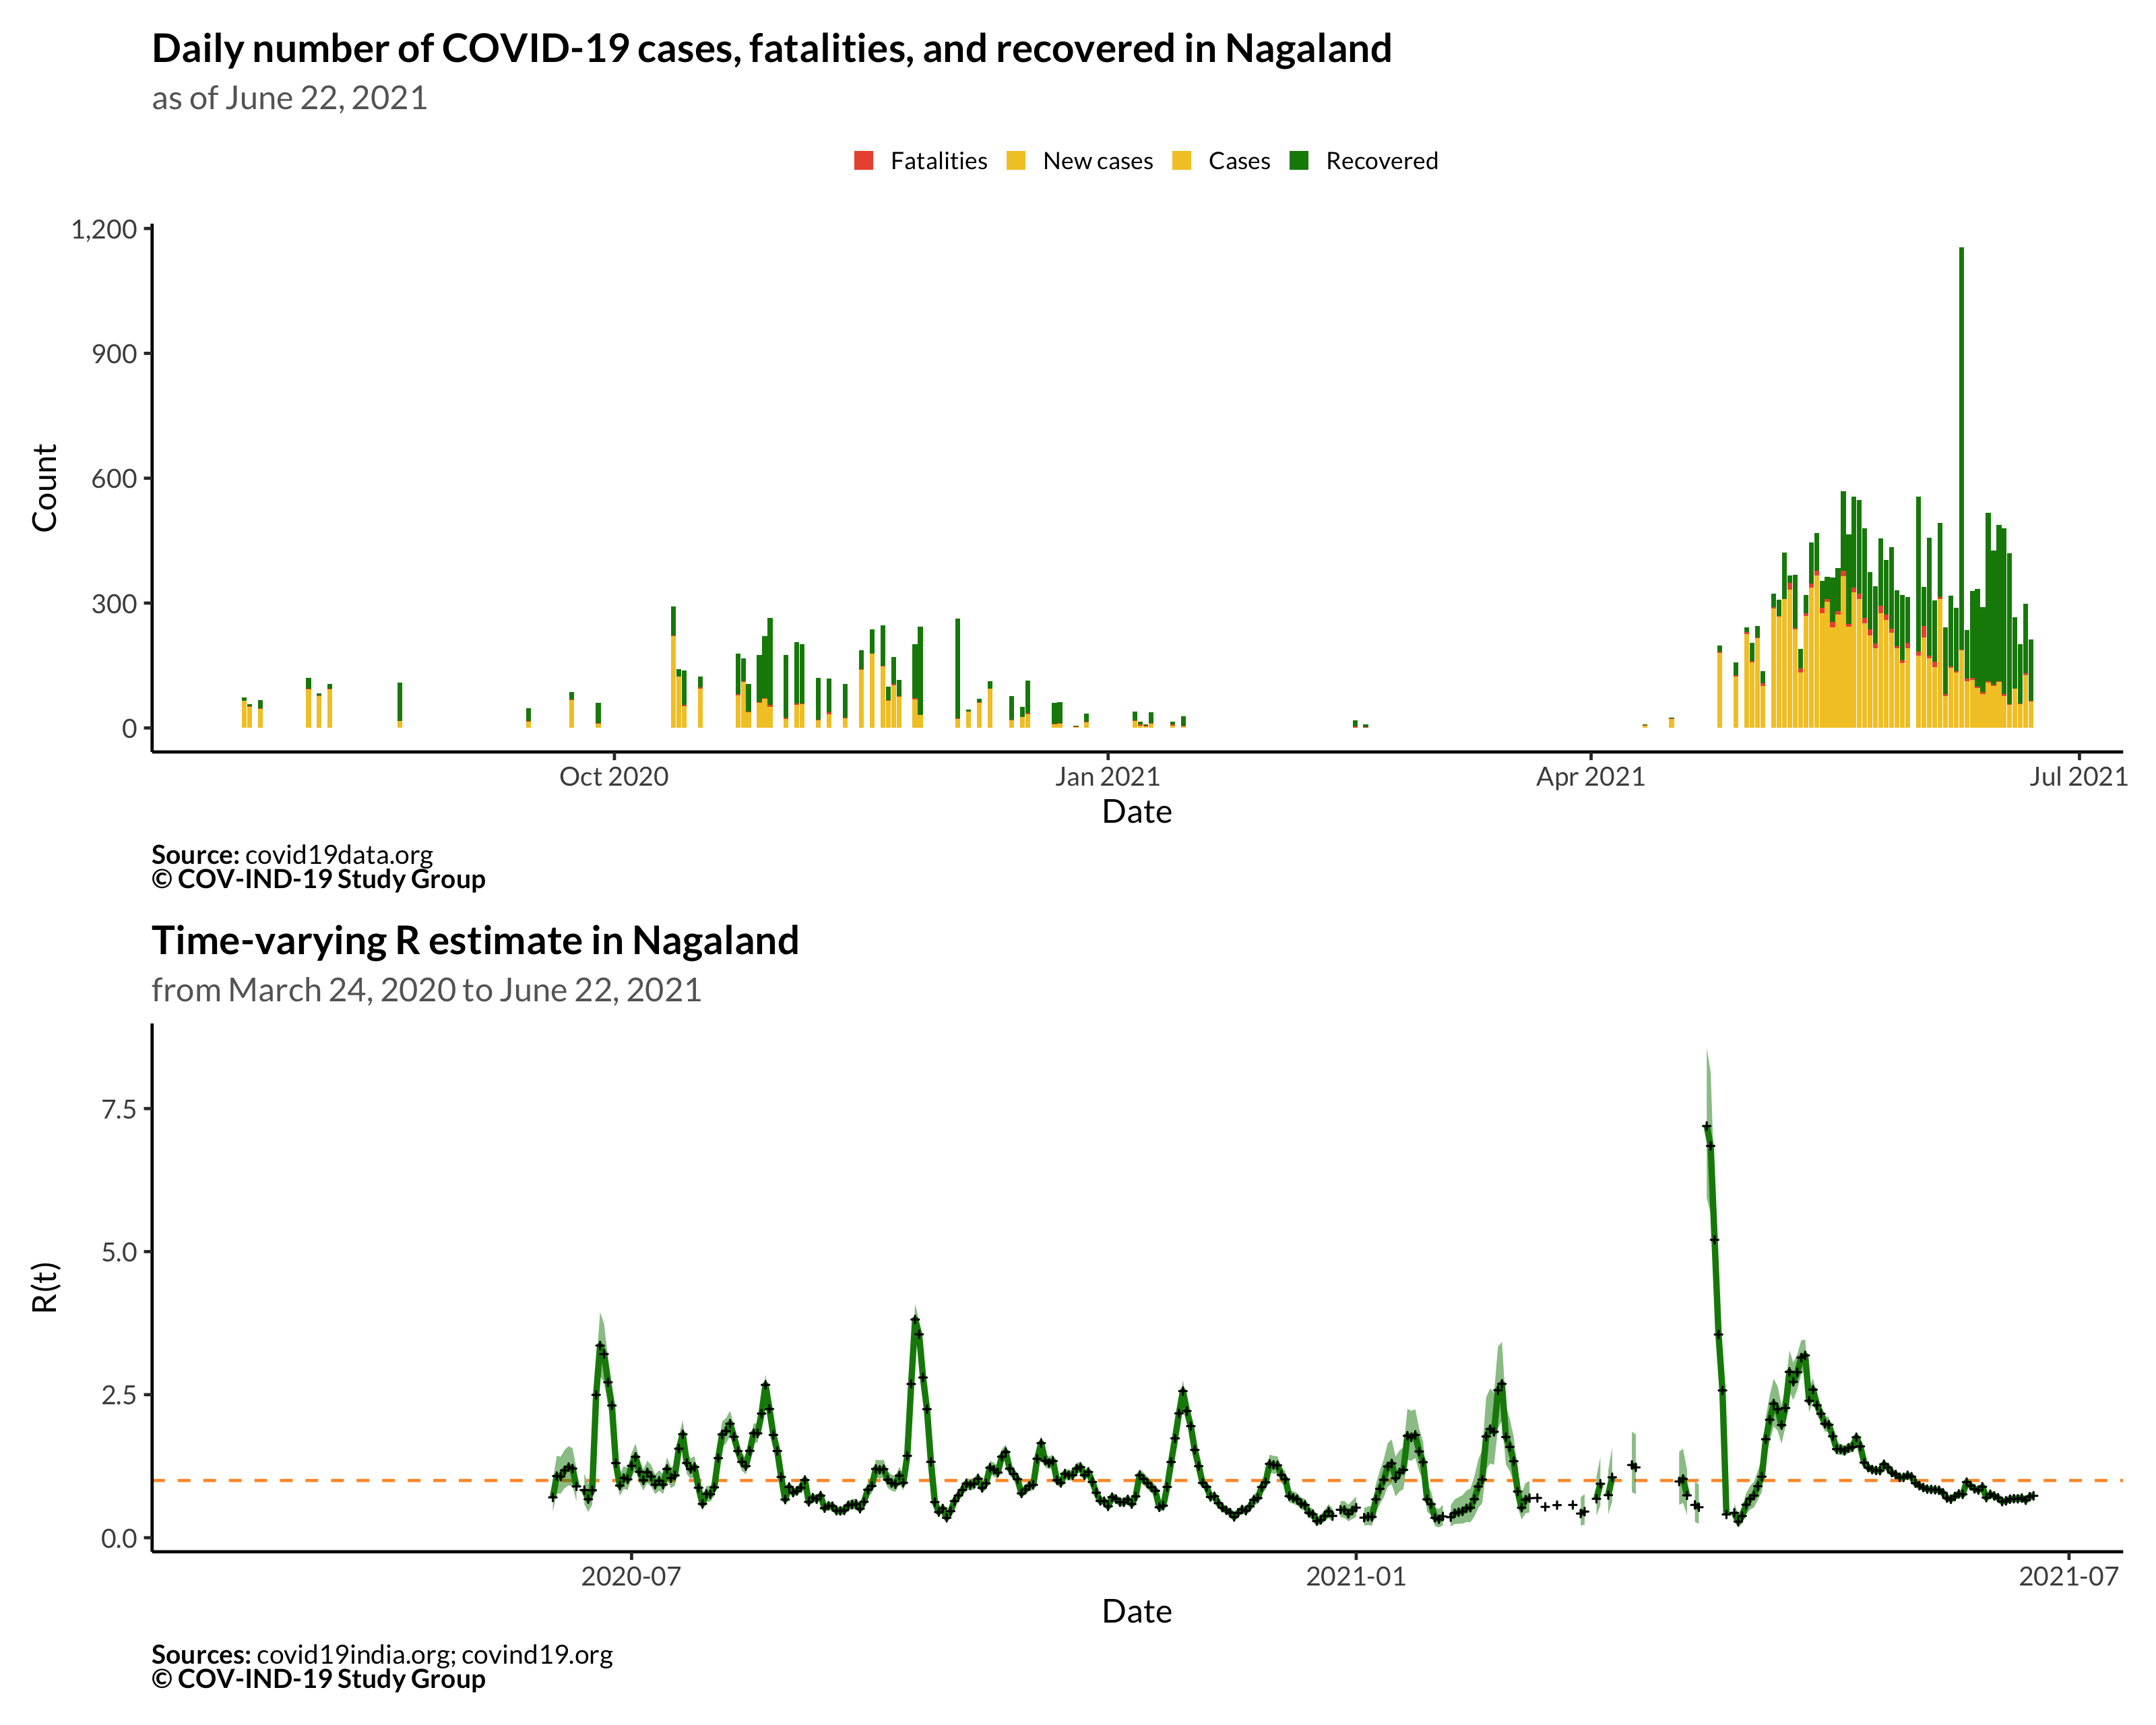 Daily number of COVID-19 cases, fatalities, and recovered in Nagaland
as of June 22, 2021
Fatalities New cases Cases Recovered
1,200
900
600
300
0
Count
Oct 2020 Jan 2021 Apr 2021 Jul 2021
Date
Source: covid19data.org
© COV-IND-19 Study Group
Time-varying R estimate in Nagaland
from March 24, 2020 to June 22, 2021
7.5
5.0
2.5
0.0
R(t)
2020-07 2021-01 2021-07
Date
Sources: covid19india.org; covind19.org
© COV-IND-19 Study Group